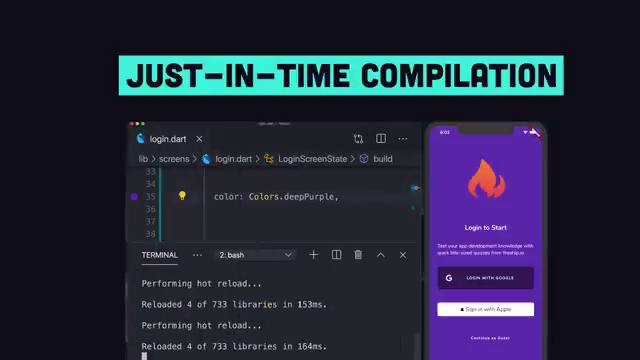 JUST-IN-TIME COMPILATION
login.dart
lib > screens > login.dart > LoginScreenState > build
33
34
35 color: Colors.deepPurple,
36
37
38
TERMINAL ... 2: bash
Performing hot reload...
Reloaded 4 of 733 libraries in 153ms.
Performing hot reload...
Reloaded 4 of 733 libraries in 164ms.
6:03
Login to Start
Test your app development knowledge with
quick bite-sized quizzes from fireship.io
G LOGIN WITH GOOGLE
Sign in with Apple
Continue as Guest